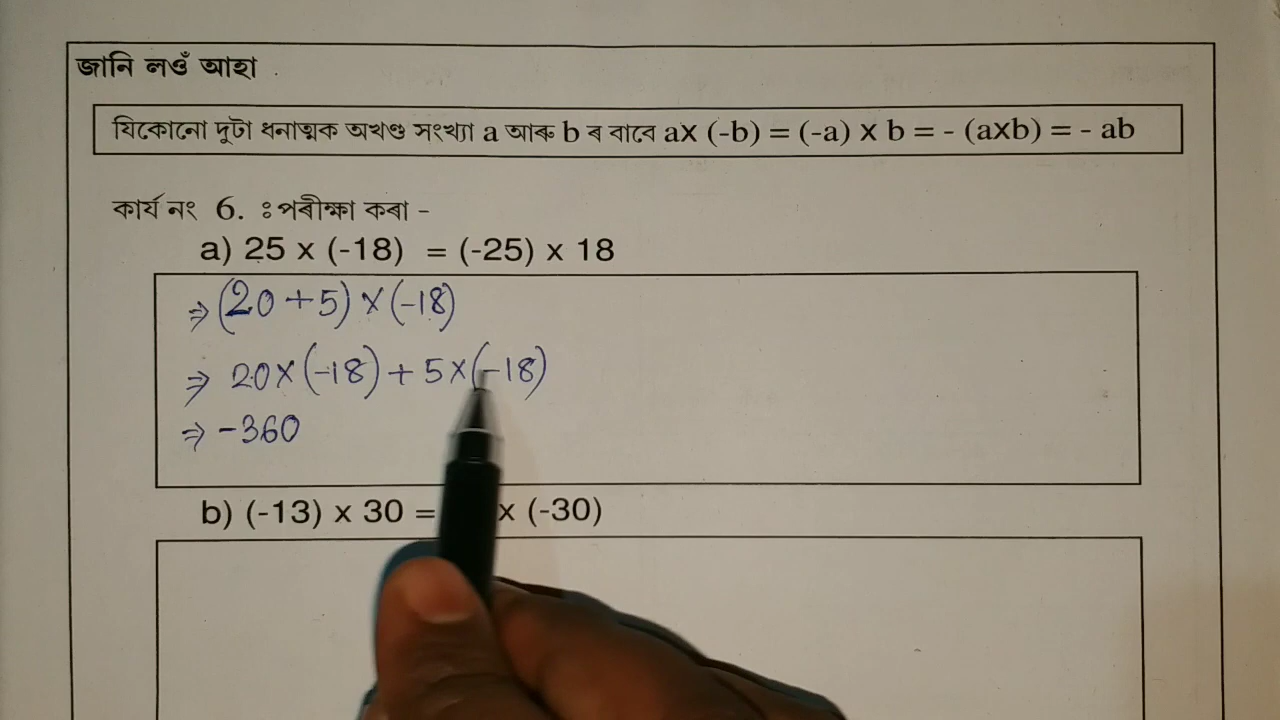 জানি লওঁ আহা .
যিকোনো দুটা ধনাত্মক অখণ্ড সংখ্যা a আৰু b ৰ বাবে ax (-b) = (-a) x b = - (axb) = - ab
কাৰ্য নং 6. ঃ পৰীক্ষা কৰা -
a) 25 x (-18) = (-25) x 18
⇒ (20 + 5) × (-18)
⇒ 20 × (-18) + 5 × (-18)
⇒ -360
b) (-13) x 30 = x (-30)